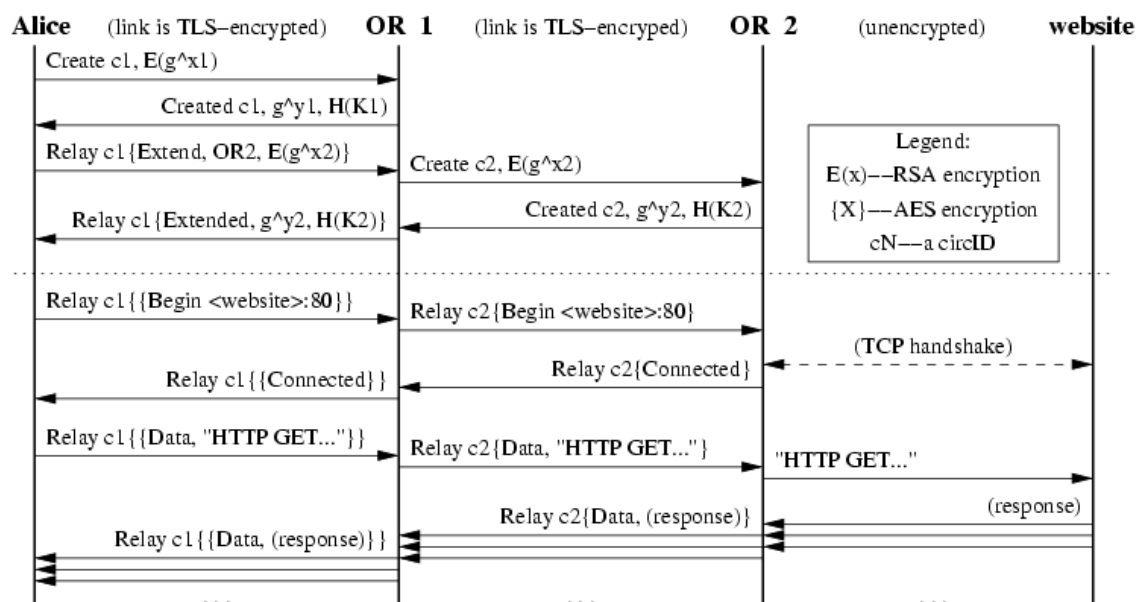 Alice (link is TLS-encrypted) OR 1 (link is TLS-encryped) OR 2 (unencrypted) website
Create c1, E(g^x1)
Created c1, g^y1, H(K1)
Relay c1{Extend, OR2, E(g^x2)}
Create c2, E(g^x2)
Created c2, g^y2, H(K2)
Relay c1{Extended, g^y2, H(K2)}
Legend:
E(x)--RSA encryption
{X}--AES encryption
cN--a circID
Relay c1{{Begin <website>:80}}
Relay c2{Begin <website>:80}
(TCP handshake)
Relay c2{Connected}
Relay c1{{Connected}}
Relay c1{{Data, "HTTP GET..."}}
Relay c2{Data, "HTTP GET..."}
"HTTP GET..."
(response)
Relay c2{Data, (response)}
Relay c1{{Data, (response)}}
. . . . . . . . .